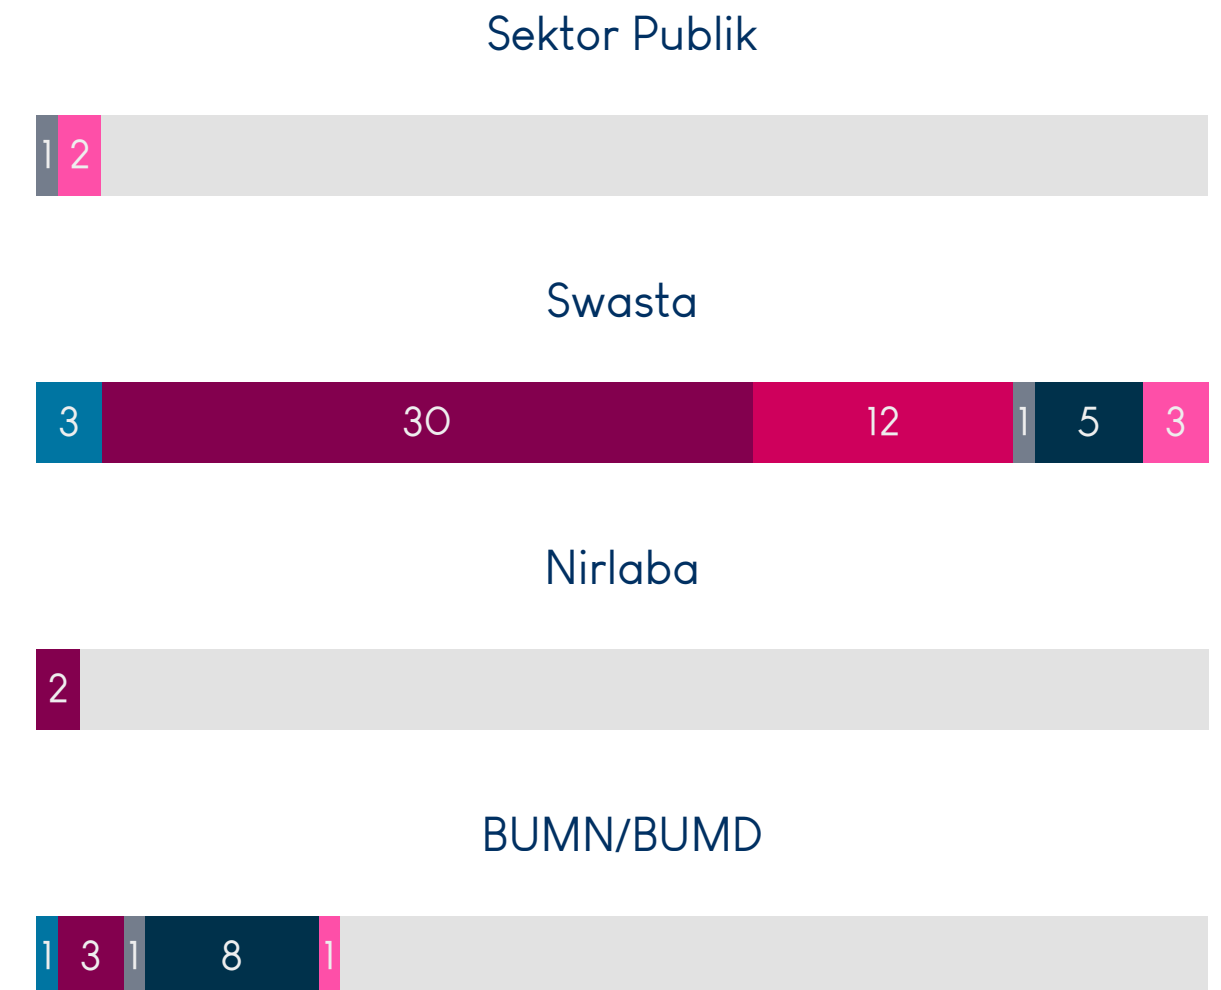 Sektor Publik
1 2
Swasta
3 30 12 1 5 3
Nirlaba
2
BUMN/BUMD
1 3 1 8 1